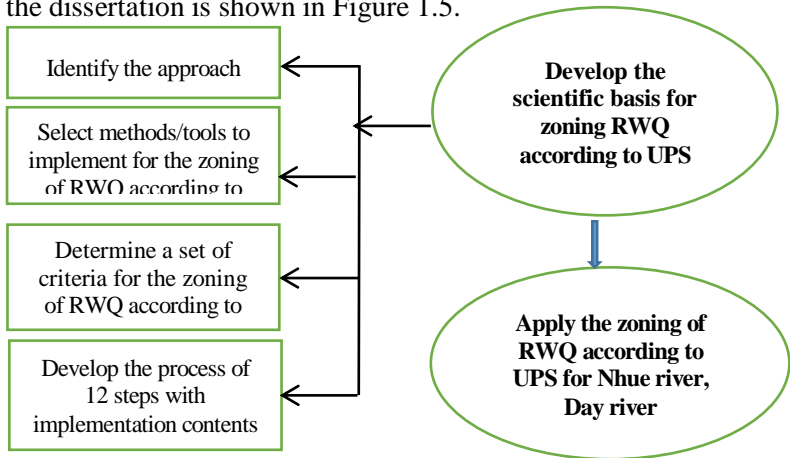 the dissertation is shown in Figure 1.5.
Identify the approach
Select methods/tools to
implement for the zoning
of RWQ according to
Determine a set of
criteria for the zoning
of RWQ according to
Develop the process of
12 steps with
implementation contents
Develop the
scientific basis for
zoning RWQ
according to UPS
Apply the zoning of
RWQ according to
UPS for Nhue river,
Day river